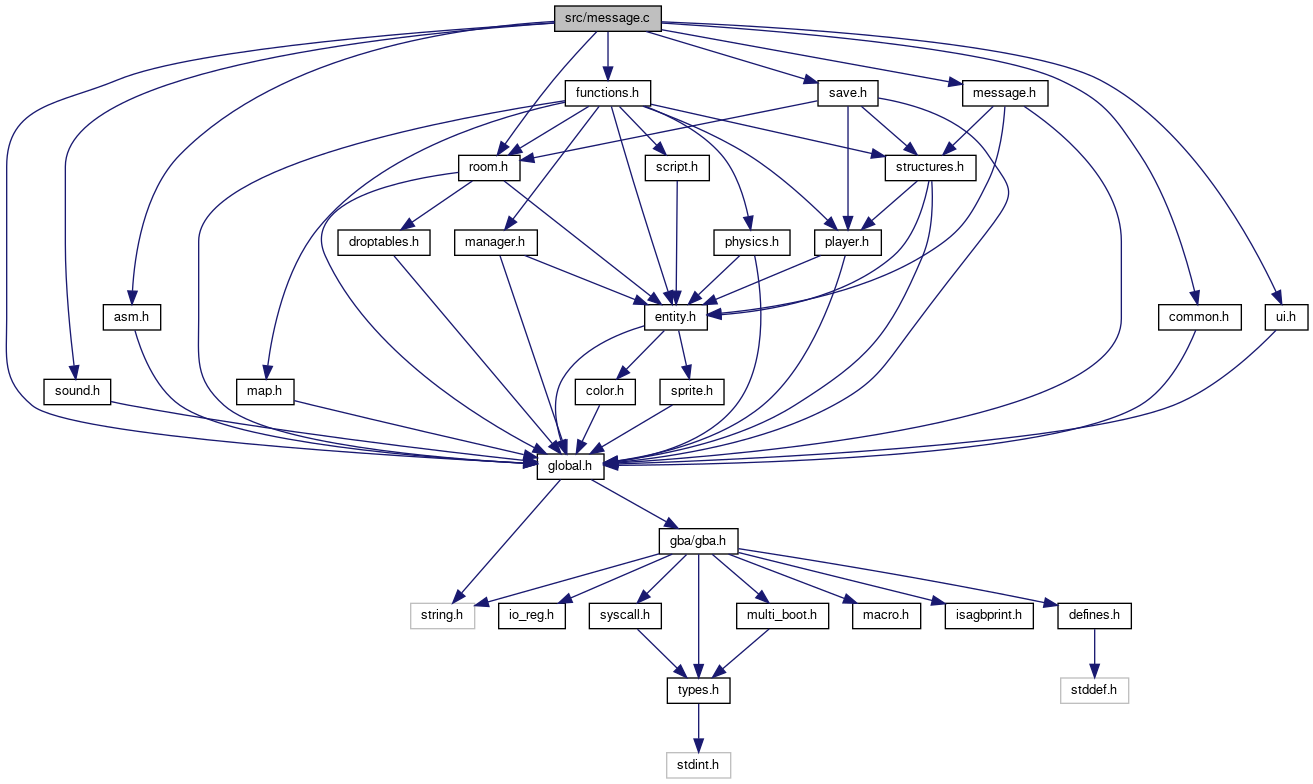 src/message.c
functions.h
save.h
message.h
room.h
script.h
structures.h
droptables.h
manager.h
physics.h
player.h
asm.h
entity.h
common.h
ui.h
sound.h
map.h
color.h
sprite.h
global.h
gba/gba.h
string.h
io_reg.h
syscall.h
multi_boot.h
macro.h
isagbprint.h
defines.h
types.h
stddef.h
stdint.h